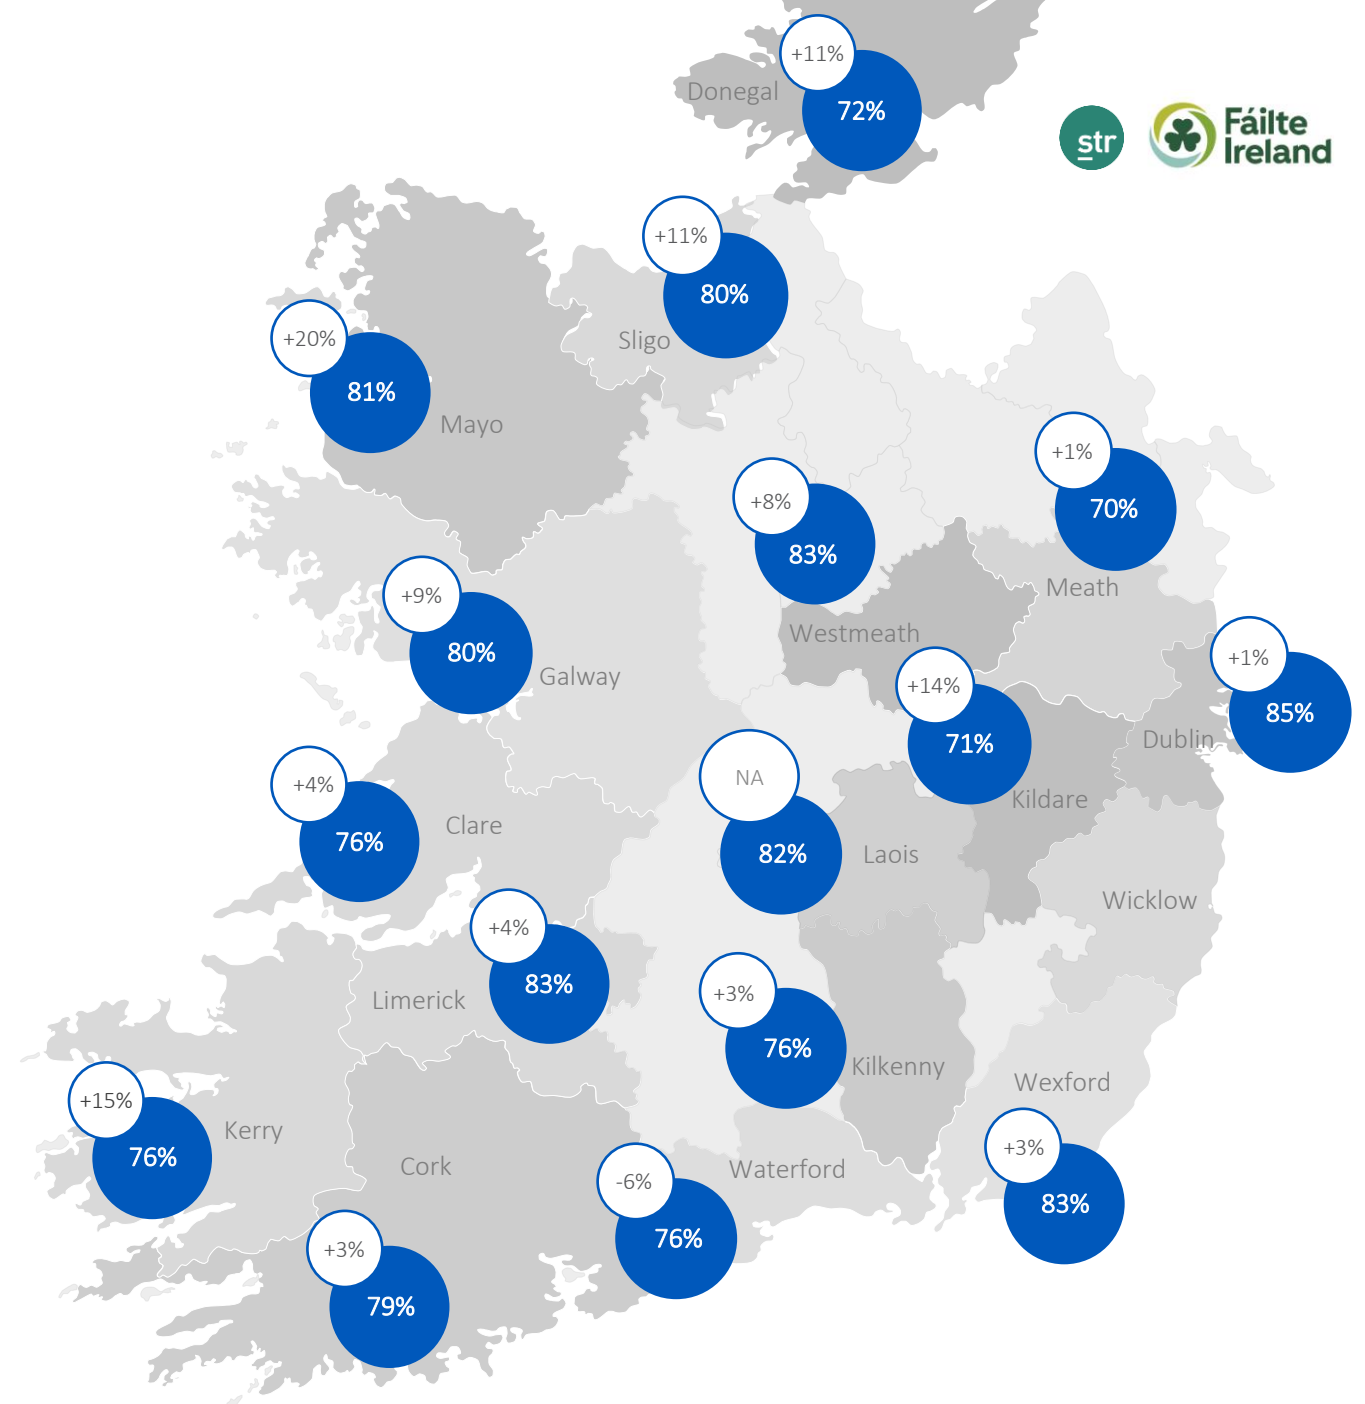 +11%
Donegal
72%
str
Fáilte
Ireland
+11%
80%
Sligo
+20%
81%
Mayo
+1%
70%
Meath
+8%
83%
Westmeath
+9%
80%
Galway
+14%
71%
Kildare
+1%
85%
Dublin
NA
82%
Laois
+4%
76%
Clare
Wicklow
+4%
83%
Limerick
+3%
76%
Kilkenny
Wexford
+3%
83%
+15%
76%
Kerry
Cork
+3%
79%
-6%
76%
Waterford